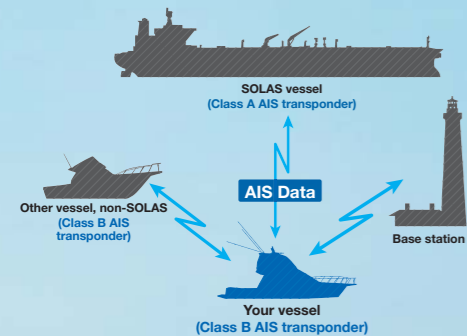 SOLAS vessel
(Class A AIS transponder)
AIS Data
Other vessel, non-SOLAS
(Class B AIS
transponder)
Base station
Your vessel
(Class B AIS transponder)